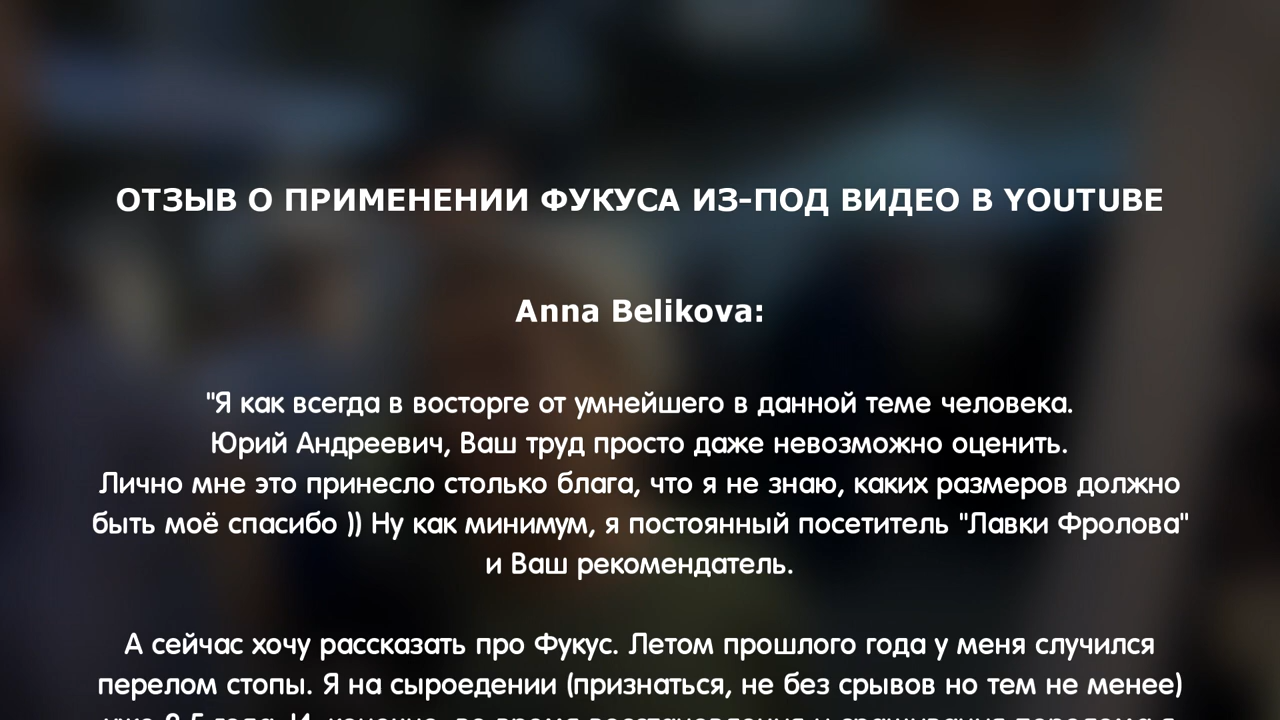 ОТЗЫВ О ПРИМЕНЕНИИ ФУКУСА ИЗ-ПОД ВИДЕО В YOUTUBE
Anna Belikova:
"Я как всегда в восторге от умнейшего в данной теме человека.
Юрий Андреевич, Ваш труд просто даже невозможно оценить.
Лично мне это принесло столько блага, что я не знаю, каких размеров должно
быть моё спасибо )) Ну как минимум, я постоянный посетитель "Лавки Фролова"
и Ваш рекомендатель.
А сейчас хочу рассказать про Фукус. Летом прошлого года у меня случился
перелом стопы. Я на сыроедении (признаться, не без срывов но тем не менее)